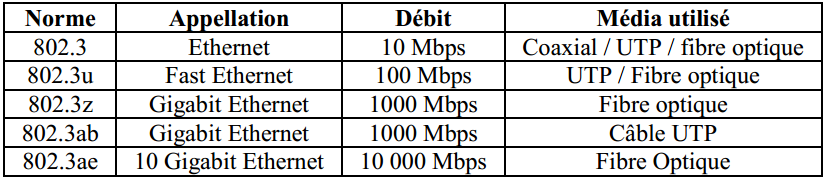 Norme Appellation Débit Média utilisé
802.3 Ethernet 10 Mbps Coaxial / UTP / fibre optique
802.3u Fast Ethernet 100 Mbps UTP / Fibre optique
802.3z Gigabit Ethernet 1000 Mbps Fibre optique
802.3ab Gigabit Ethernet 1000 Mbps Câble UTP
802.3ae 10 Gigabit Ethernet 10 000 Mbps Fibre Optique